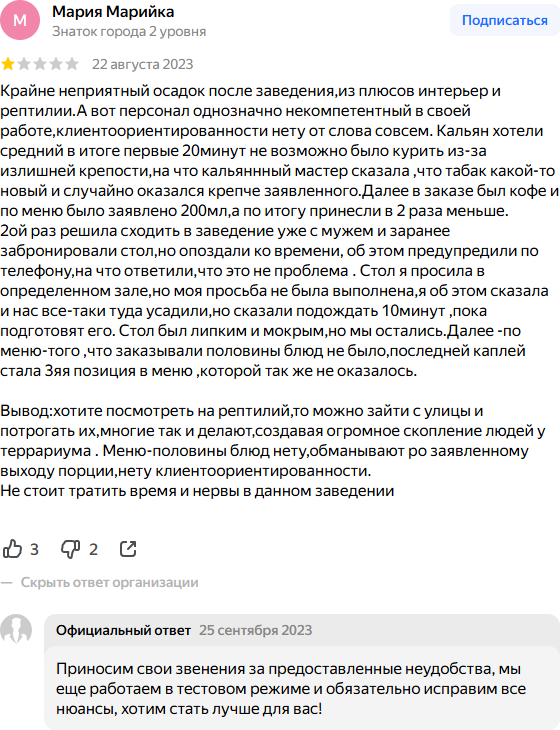 М
Мария Марийка
Знаток города 2 уровня
Подписаться
22 августа 2023
Крайне неприятный осадок после заведения,из плюсов интерьер и
рептилии.А вот персонал однозначно некомпетентный в своей
работе,клиентоориентированности нету от слова совсем. Кальян хотели
средний в итоге первые 20минут не возможно было курить из-за
излишней крепости,на что кальяннный мастер сказала ,что табак какой-то
новый и случайно оказался крепче заявленного.Далее в заказе был кофе и
по меню было заявлено 200мл,а по итогу принесли в 2 раза меньше.
2ой раз решила сходить в заведение уже с мужем и заранее
забронировали стол,но опоздали ко времени, об этом предупредили по
телефону,на что ответили,что это не проблема . Стол я просила в
определенном зале,но моя просьба не была выполнена,я об этом сказала
и нас все-таки туда усадили,но сказали подождать 10минут ,пока
подготовят его. Стол был липким и мокрым,но мы остались.Далее -по
меню-того ,что заказывали половины блюд не было,последней каплей
стала 3яя позиция в меню ,которой так же не оказалось.
Вывод:хотите посмотреть на рептилий,то можно зайти с улицы и
потрогать их,многие так и делают,создавая огромное скопление людей у
террариума . Меню-половины блюд нету,обманывают ро заявленному
выходу порции,нету клиентоориентированности.
Не стоит тратить время и нервы в данном заведении
3 2
— Скрыть ответ организации
Официальный ответ 25 сентября 2023
Приносим свои звенения за предоставленные неудобства, мы
еще работаем в тестовом режиме и обязательно исправим все
нюансы, хотим стать лучше для вас!